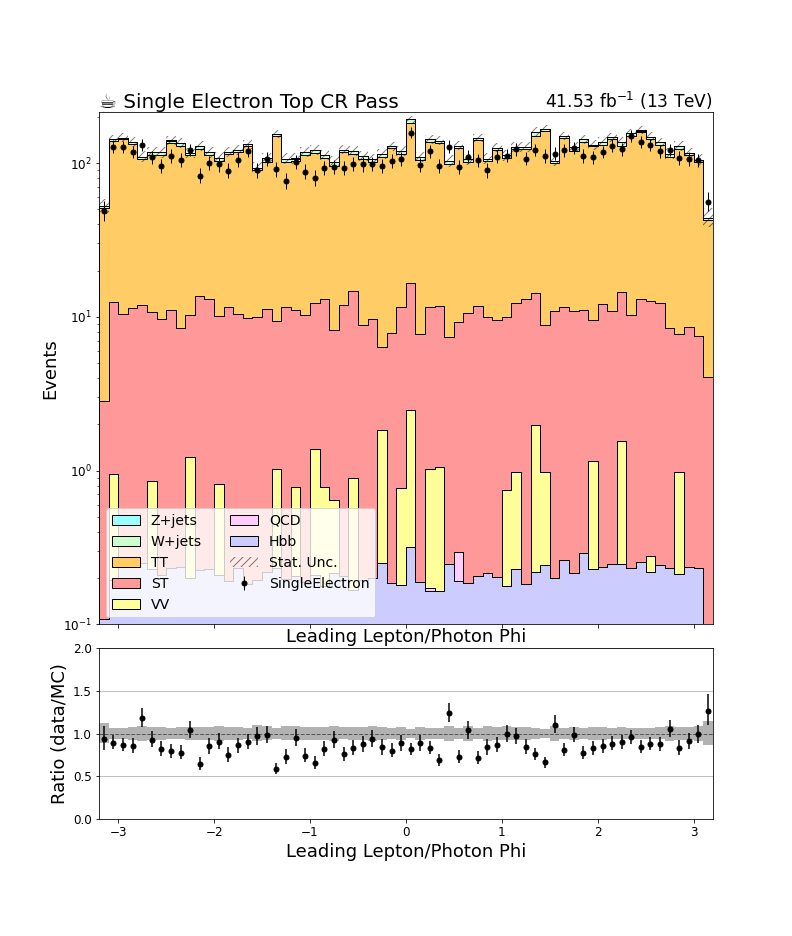 ☕ Single Electron Top CR Pass
41.53 fb⁻¹ (13 TeV)
Events
10²
10¹
10⁰
10⁻¹
Z+jets
W+jets
TT
ST
VV
QCD
Hbb
Stat. Unc.
SingleElectron
Leading Lepton/Photon Phi
Ratio (data/MC)
2.0
1.5
1.0
0.5
0.0
−3 −2 −1 0 1 2 3
Leading Lepton/Photon Phi